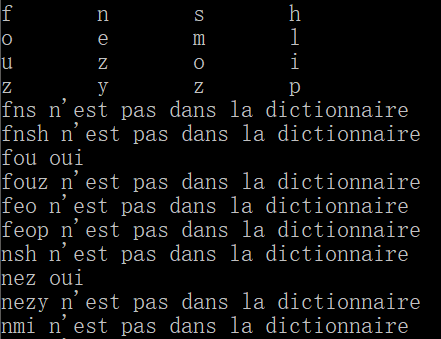 f n s h
o e m l
u z o i
z y z p
fns n'est pas dans la dictionnaire
fnsh n'est pas dans la dictionnaire
fou oui
fouz n'est pas dans la dictionnaire
feo n'est pas dans la dictionnaire
feop n'est pas dans la dictionnaire
nsh n'est pas dans la dictionnaire
nez oui
nezy n'est pas dans la dictionnaire
nmi n'est pas dans la dictionnaire